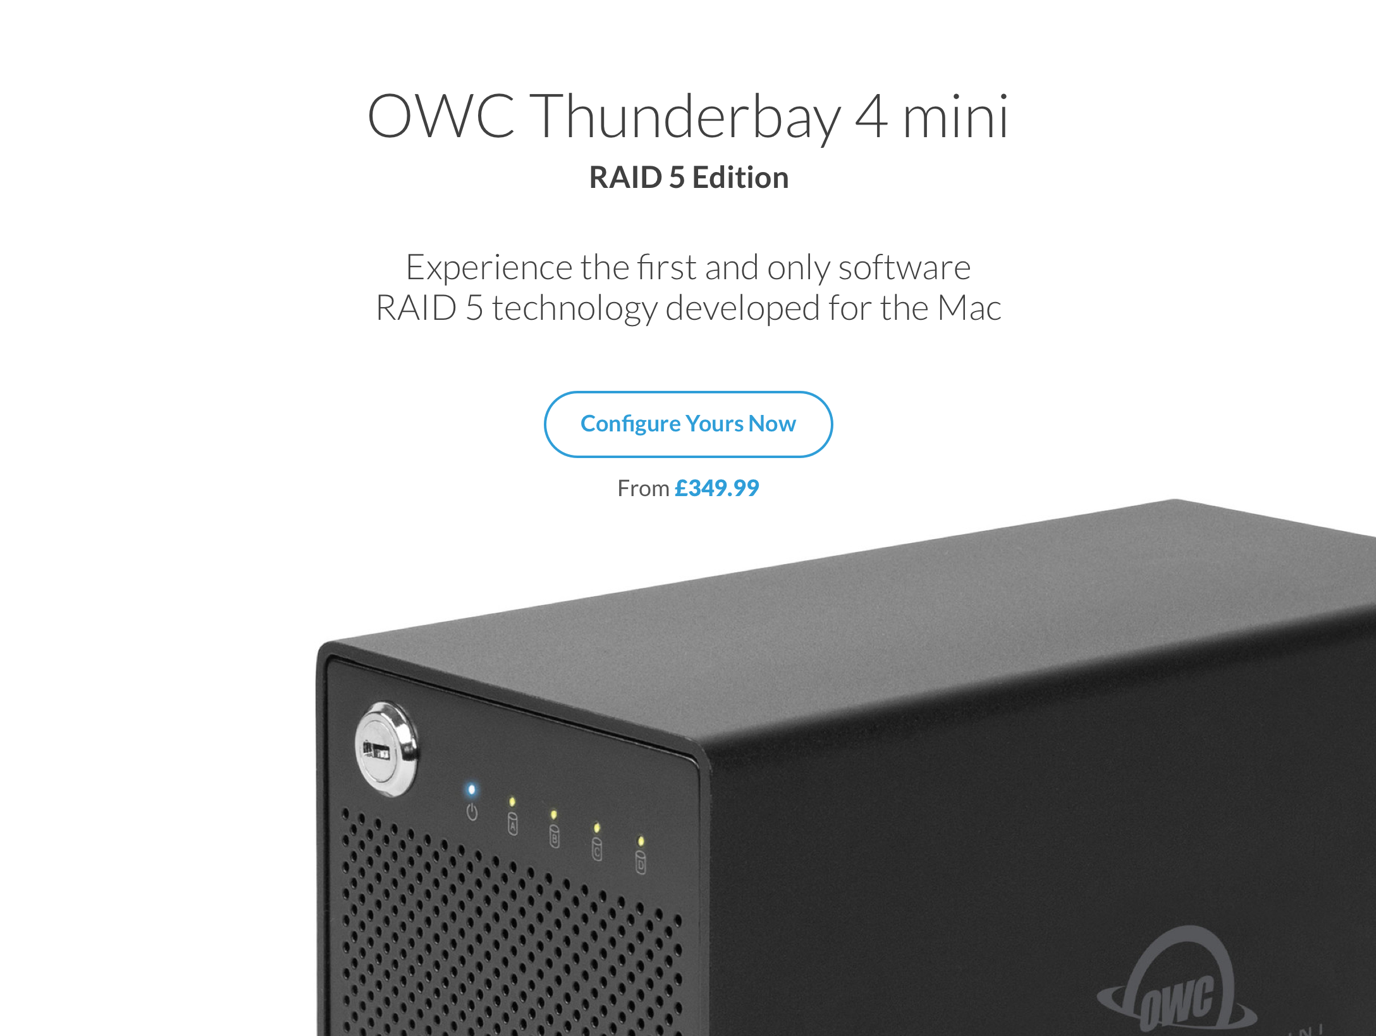 OWC Thunderbay 4 mini
RAID 5 Edition
Experience the first and only software
RAID 5 technology developed for the Mac
Configure Yours Now
From £349.99
A
B
C
D
OWC